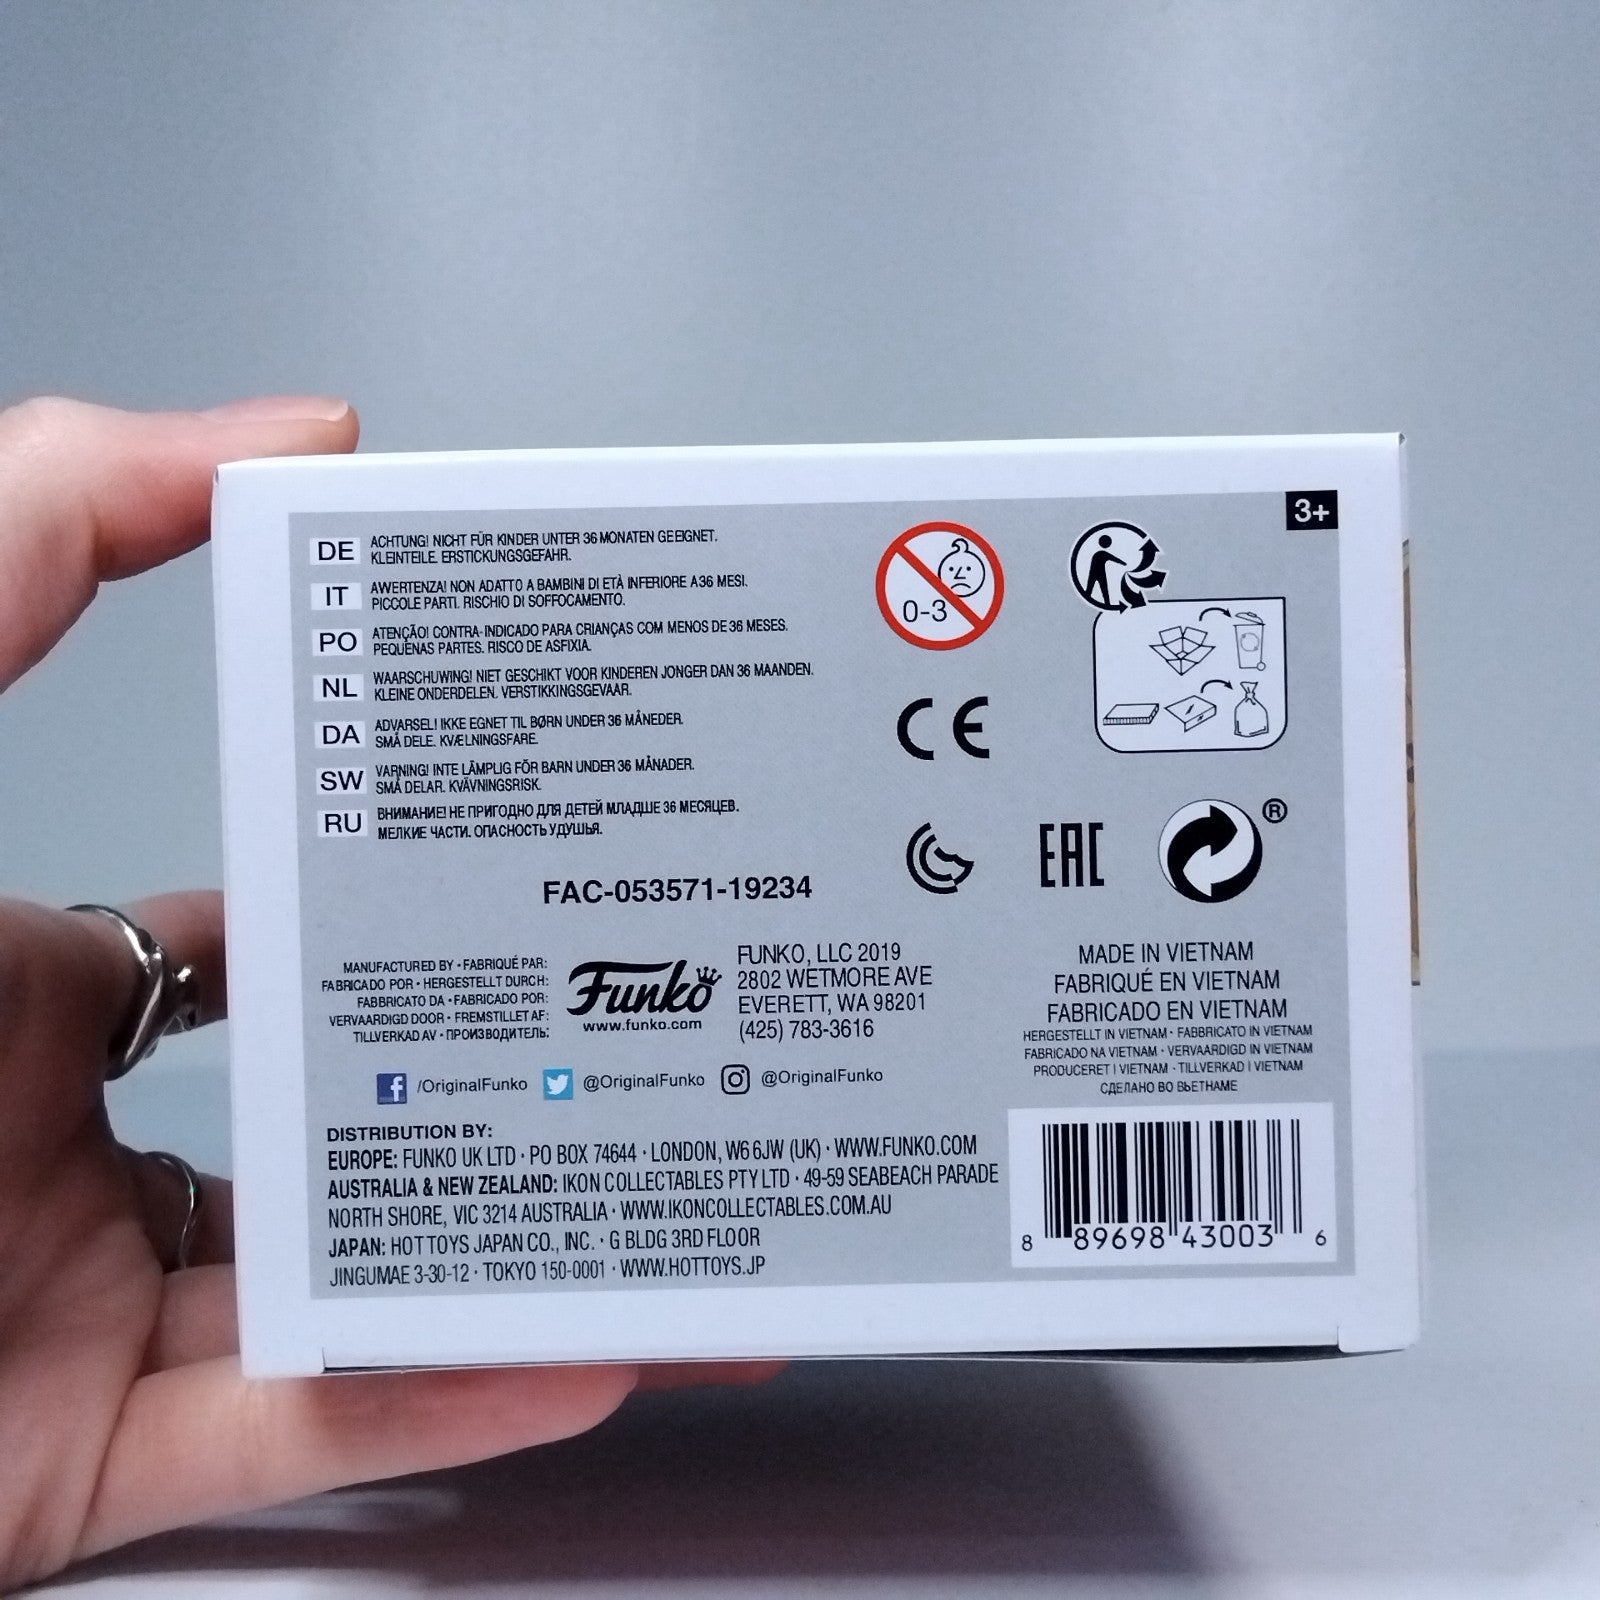 3+
DE
ACHTUNG! NICHT FÜR KINDER UNTER 36 MONATEN GEEIGNET.
KLEINTEILE. ERSTICKUNGSGEFAHR.
IT
AWERTENZA! NON ADATTO A BAMBINI DI ETÀ INFERIORE A 36 MESI.
PICCOLE PARTI. RISCHIO DI SOFFOCAMENTO.
PO
ATENÇÃO! CONTRA-INDICADO PARA CRIANÇAS COM MENOS DE 36 MESES.
PEQUENAS PARTES. RISCO DE ASFIXIA.
NL
WAARSCHUWING! NIET GESCHIKT VOOR KINDEREN JONGER DAN 36 MAANDEN.
KLEINE ONDERDELEN. VERSTIKKINGSGEVAAR.
DA
ADVARSEL! IKKE EGNET TIL BØRN UNDER 36 MÅNEDER.
SMÅ DELE. KVÆLNINGSFARE.
SW
VARNING! INTE LÄMPLIG FÖR BARN UNDER 36 MÅNADER.
SMÅ DELAR. KVÄVNINGSRISK.
RU
ВНИМАНИЕ! НЕ ПРИГОДНО ДЛЯ ДЕТЕЙ МЛАДШЕ 36 МЕСЯЦЕВ.
МЕЛКИЕ ЧАСТИ. ОПАСНОСТЬ УДУШЬЯ.
0-3
CE
EAC
®
FAC-053571-19234
MANUFACTURED BY • FABRIQUÉ PAR:
FABRICADO POR • HERGESTELLT DURCH:
FABBRICATO DA • FABRICADO POR:
VERVAARDIGD DOOR • FREMSTILLET AF:
TILLVERKAD AV • ПРОИЗВОДИТЕЛЬ:
Funko
www.funko.com
FUNKO, LLC 2019
2802 WETMORE AVE
EVERETT, WA 98201
(425) 783-3616
MADE IN VIETNAM
FABRIQUÉ EN VIETNAM
FABRICADO EN VIETNAM
HERGESTELLT IN VIETNAM • FABBRICATO IN VIETNAM
FABRICADO NA VIETNAM • VERVAARDIGD IN VIETNAM
PRODUCERET I VIETNAM • TILLVERKAD I VIETNAM
СДЕЛАНО ВО ВЬЕТНАМЕ
/OriginalFunko @OriginalFunko @OriginalFunko
DISTRIBUTION BY:
EUROPE: FUNKO UK LTD • PO BOX 74644 • LONDON, W6 6JW (UK) • WWW.FUNKO.COM
AUSTRALIA & NEW ZEALAND: IKON COLLECTABLES PTY LTD • 49-59 SEABEACH PARADE
NORTH SHORE, VIC 3214 AUSTRALIA • WWW.IKONCOLLECTABLES.COM.AU
JAPAN: HOT TOYS JAPAN CO., INC. • G BLDG 3RD FLOOR
JINGUMAE 3-30-12 • TOKYO 150-0001 • WWW.HOTTOYS.JP
8 89698 43003 6